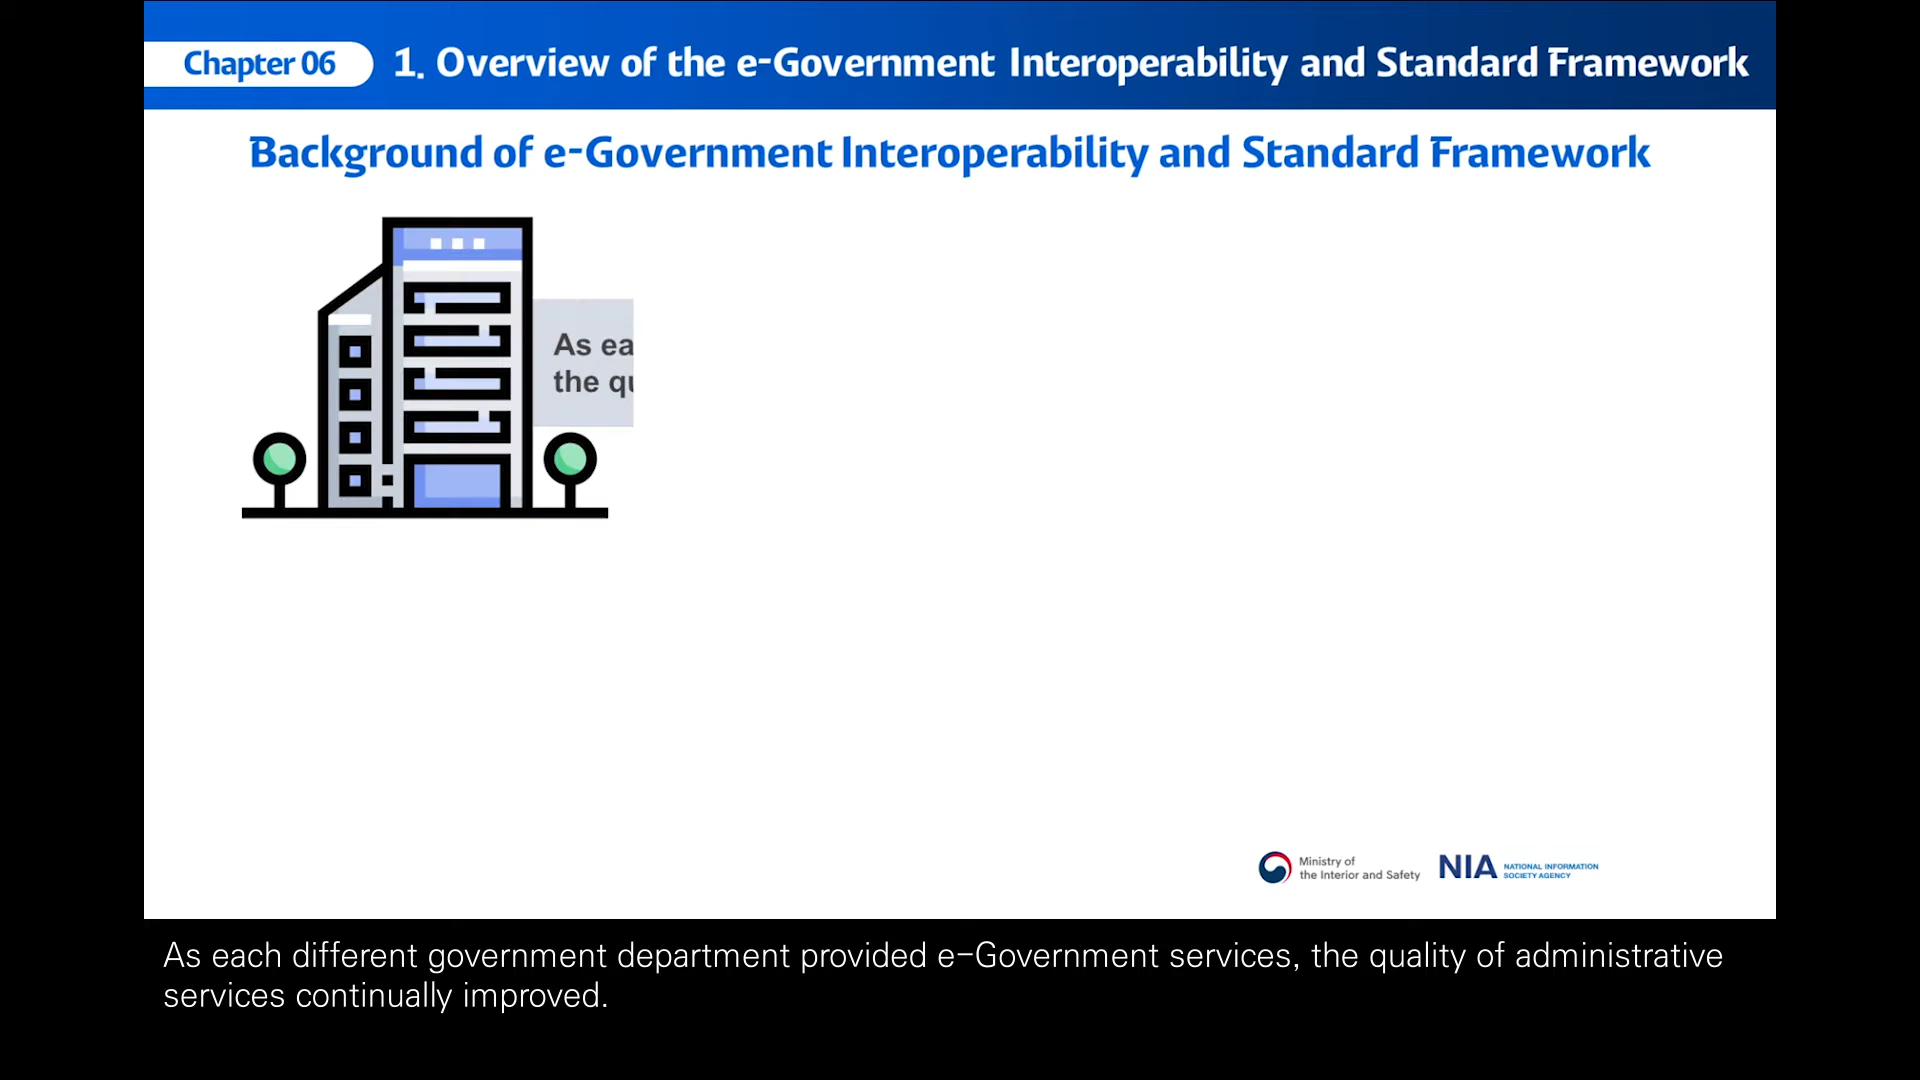 Chapter 06
1. Overview of the e-Government Interoperability and Standard Framework
Background of e-Government Interoperability and Standard Framework
As ea
the qu
Ministry of
the Interior and Safety
NIA
NATIONAL INFORMATION
SOCIETY AGENCY
As each different government department provided e-Government services, the quality of administrative
services continually improved.